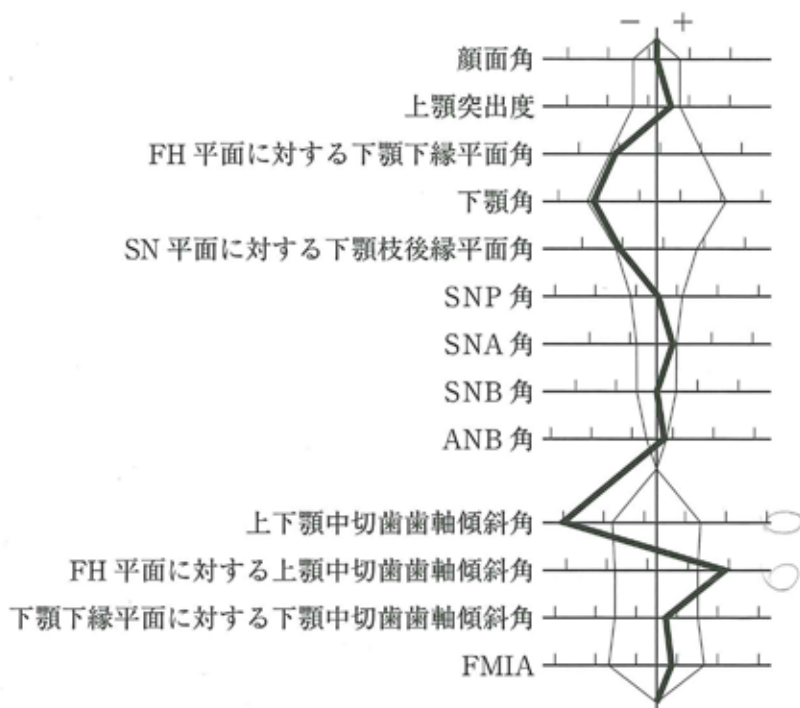 − +
顔面角
上顎突出度
FH 平面に対する下顎下縁平面角
下顎角
SN 平面に対する下顎枝後縁平面角
SNP 角
SNA 角
SNB 角
ANB 角
上下顎中切歯歯軸傾斜角
FH 平面に対する上顎中切歯歯軸傾斜角
下顎下縁平面に対する下顎中切歯歯軸傾斜角
FMIA